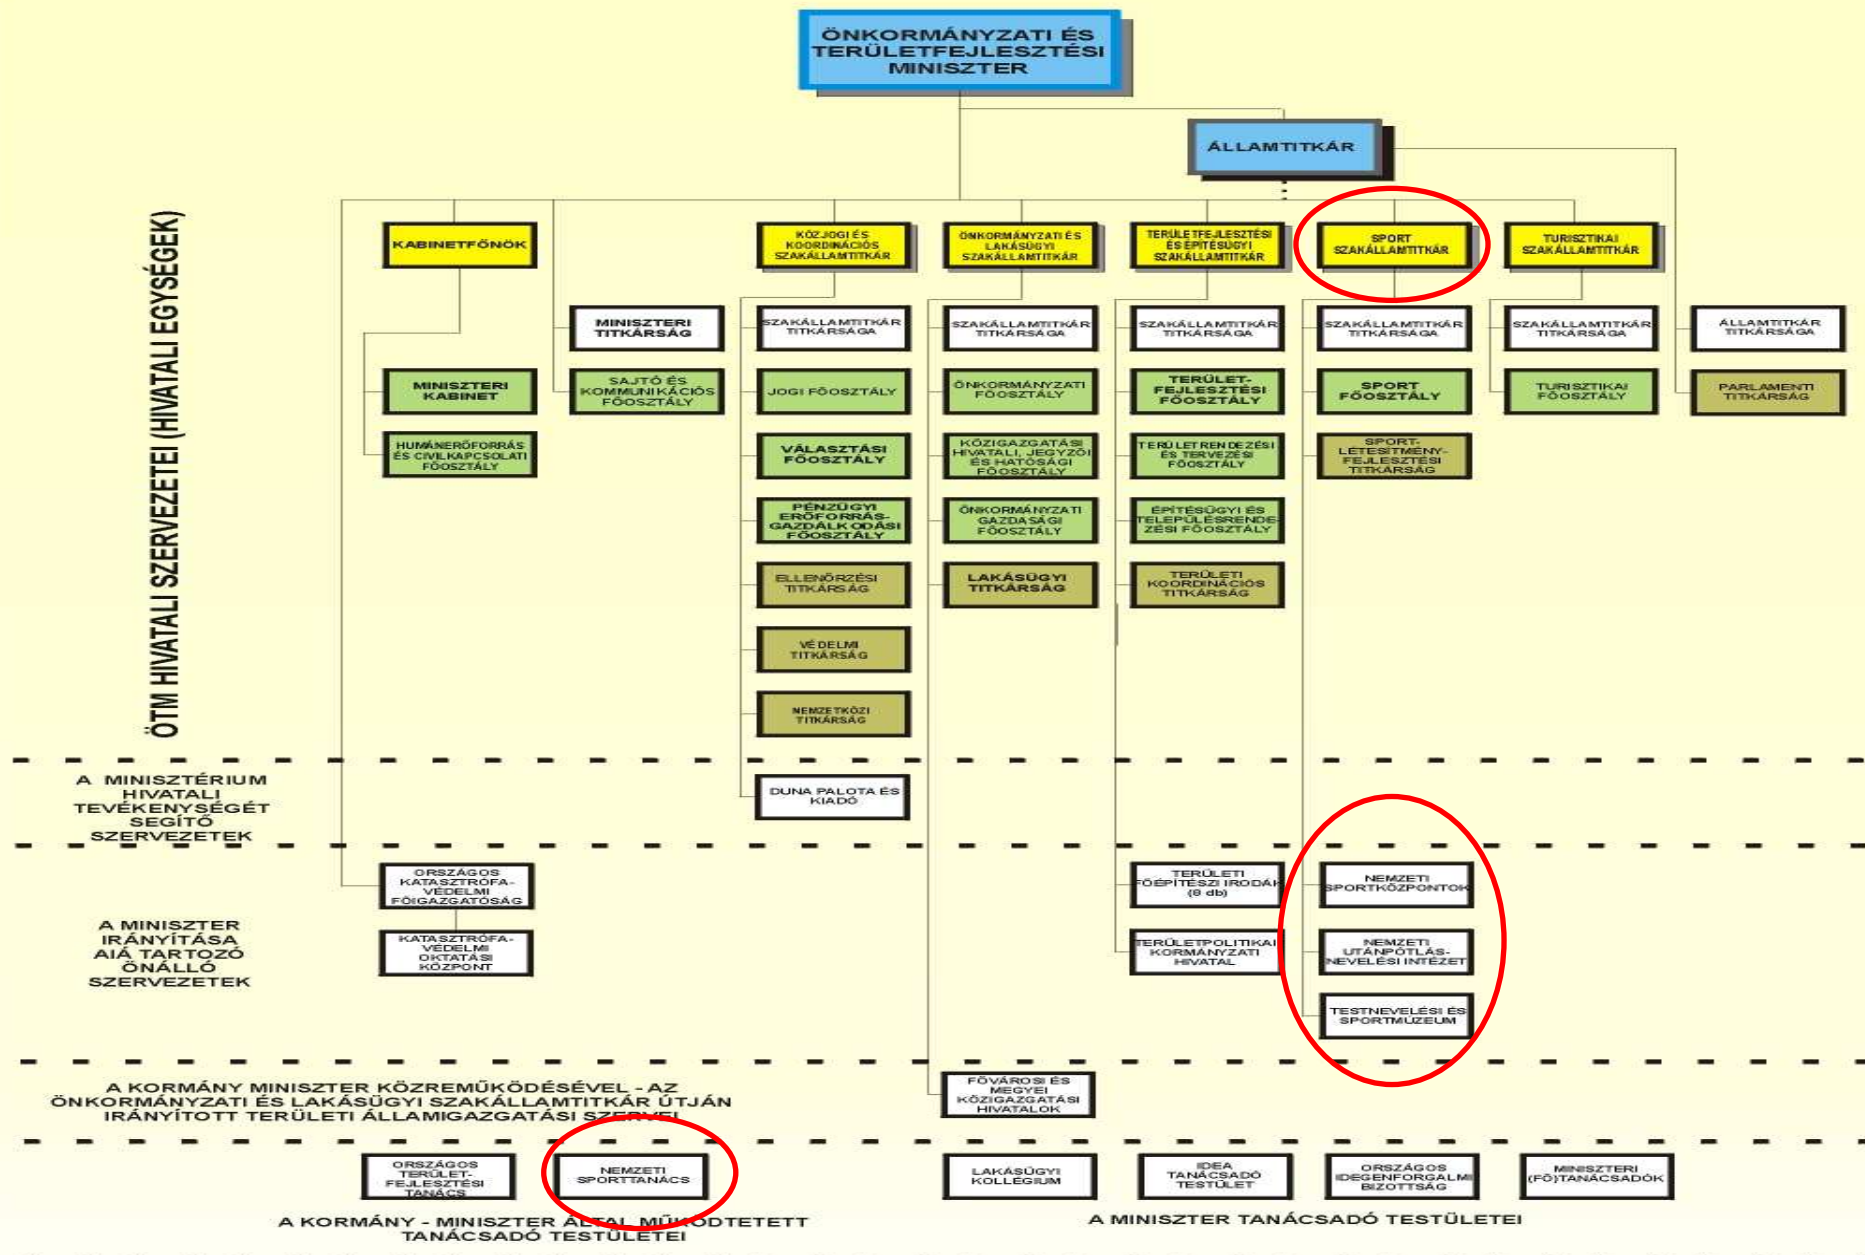 ÖNKORMÁNYZATI ÉS
TERÜLETFEJLESZTÉSI
MINISZTER
ÁLLAMTITKÁR
ÖTM HIVATALI SZERVEZETEI (HIVATALI EGYSÉGEK)
KABINETFŐNÖK
KÖZJOGI ÉS
KOORDINÁCIÓS
SZAKÁLLAMTITKÁR
ÖNKORMÁNYZATI ÉS
LAKÁSÜGYI
SZAKÁLLAMTITKÁR
TERÜLETFEJLESZTÉSI
ÉS ÉPÍTÉSÜGYI
SZAKÁLLAMTITKÁR
SPORT
SZAKÁLLAMTITKÁR
TURISZTIKAI
SZAKÁLLAMTITKÁR
MINISZTERI
TITKÁRSÁG
SZAKÁLLAMTITKÁR
TITKÁRSÁGA
SZAKÁLLAMTITKÁR
TITKÁRSÁGA
SZAKÁLLAMTITKÁR
TITKÁRSÁGA
SZAKÁLLAMTITKÁR
TITKÁRSÁGA
SZAKÁLLAMTITKÁR
TITKÁRSÁGA
ÁLLAMTITKÁR
TITKÁRSÁGA
MINISZTERI
KABINET
SAJTÓ ÉS
KOMMUNIKÁCIÓS
FŐOSZTÁLY
JOGI FŐOSZTÁLY
ÖNKORMÁNYZATI
FŐOSZTÁLY
TERÜLET-
FEJLESZTÉSI
FŐOSZTÁLY
SPORT
FŐOSZTÁLY
TURISZTIKAI
FŐOSZTÁLY
PARLAMENTI
TITKÁRSÁG
HUMÁNERŐFORRÁS
ÉS CIVILKAPCSOLATI
FŐOSZTÁLY
VÁLASZTÁSI
FŐOSZTÁLY
KÖZIGAZGATÁSI
HIVATALI, JEGYZŐI
ÉS HATÓSÁGI
FŐOSZTÁLY
TERÜLETRENDEZÉSI
ÉS TERVEZÉSI
FŐOSZTÁLY
SPORT-
LÉTESÍTMÉNY-
FEJLESZTÉSI
TITKÁRSÁG
PÉNZÜGYI
ERŐFORRÁS-
GAZDÁLKODÁSI
FŐOSZTÁLY
ÖNKORMÁNYZATI
GAZDASÁGI
FŐOSZTÁLY
ÉPÍTÉSÜGYI ÉS
TELEPÜLÉSRENDE-
ZÉSI FŐOSZTÁLY
ELLENŐRZÉSI
TITKÁRSÁG
LAKÁSÜGYI
TITKÁRSÁG
TERÜLETI
KOORDINÁCIÓS
TITKÁRSÁG
VÉDELMI
TITKÁRSÁG
NEMZETKÖZI
TITKÁRSÁG
A MINISZTÉRIUM
HIVATALI
TEVÉKENYSÉGÉT
SEGÍTŐ
SZERVEZETEK
DUNA PALOTA ÉS
KIADÓ
A MINISZTER
IRÁNYÍTÁSA
AlÁ TARTOZÓ
ÖNÁLLÓ
SZERVEZETEK
ORSZÁGOS
KATASZTRÓFA-
VÉDELMI
FŐIGAZGATÓSÁG
TERÜLETI
FŐÉPÍTÉSZI IRODÁK
(8 db)
NEMZETI
SPORTKÖZPONTOK
KATASZTRÓFA-
VÉDELMI
OKTATÁSI
KÖZPONT
TERÜLETPOLITIKAI
KORMÁNYZATI
HIVATAL
NEMZETI
UTÁNPÓTLÁS-
NEVELÉSI INTÉZET
TESTNEVELÉSI ÉS
SPORTMÚZEUM
A KORMÁNY MINISZTER KÖZREMŰKÖDÉSÉVEL - AZ
ÖNKORMÁNYZATI ÉS LAKÁSÜGYI SZAKÁLLAMTITKÁR ÚTJÁN
IRÁNYÍTOTT TERÜLETI ÁLLAMIGAZGATÁSI SZERVEI
FŐVÁROSI ÉS
MEGYEI
KÖZIGAZGATÁSI
HIVATALOK
ORSZÁGOS
TERÜLET-
FEJLESZTÉSI
TANÁCS
NEMZETI
SPORTTANÁCS
LAKÁSÜGYI
KOLLÉGIUM
IDEA
TANÁCSADÓ
TESTÜLET
ORSZÁGOS
IDEGENFORGALMI
BIZOTTSÁG
MINISZTERI
(FŐ)TANÁCSADÓK
A KORMÁNY - MINISZTER ÁLTAL MŰKÖDTETETT
TANÁCSADÓ TESTÜLETEI
A MINISZTER TANÁCSADÓ TESTÜLETEI